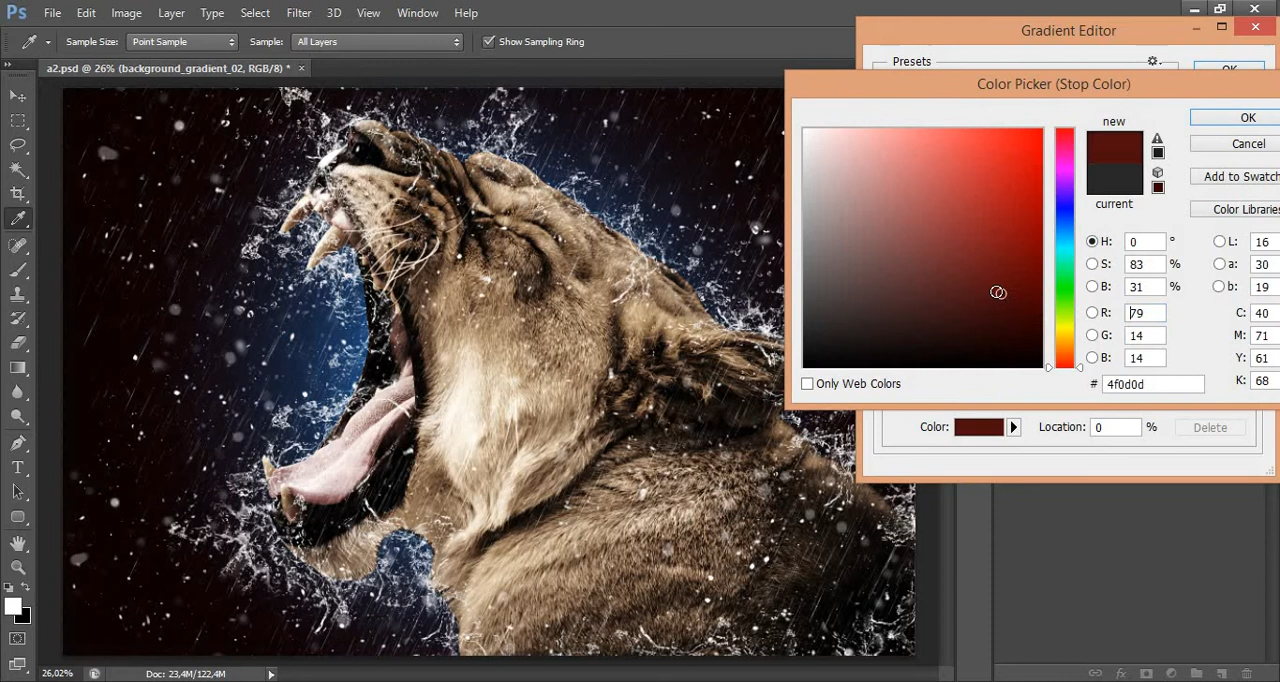 Ps File Edit Image Layer Type Select Filter 3D View Window Help
Sample Size: Point Sample Sample: All Layers Show Sampling Ring
a2.psd @ 26% (background_gradient_02, RGB/8) * ×
Gradient Editor
Presets
OK
Color Picker (Stop Color)
new
current
OK
Cancel
Add to Swatch
Color Libraries
H: 0 °
S: 83 %
B: 31 %
R: 79
G: 14
B: 14
L: 16
a: 30
b: 19
C: 40
M: 71
Y: 61
K: 68
# 4f0d0d
Only Web Colors
Color: Location: 0 % Delete
26,02% Doc: 23,4M/122,4M